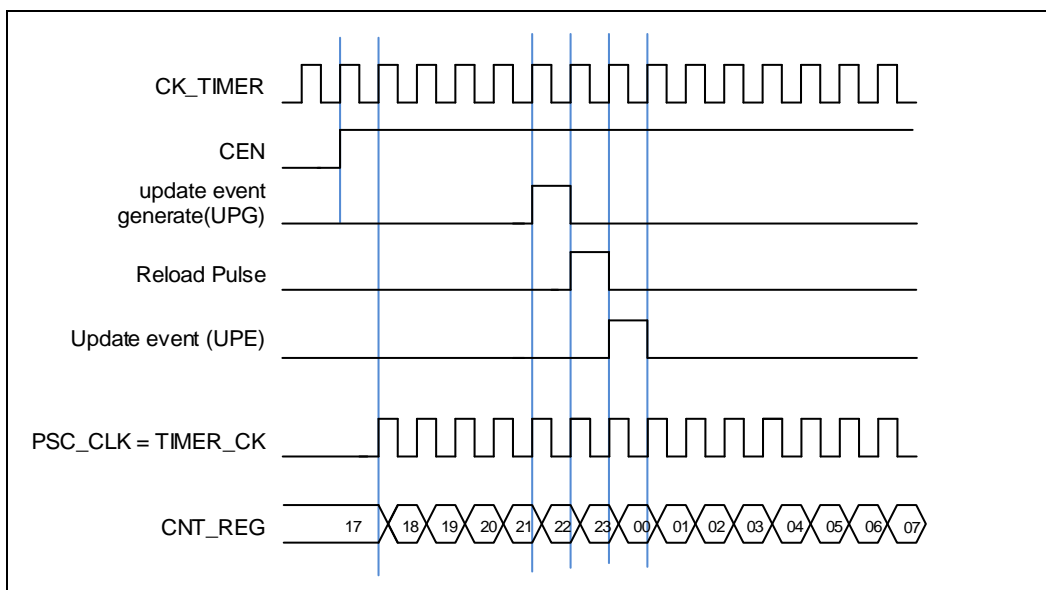 CK_TIMER
CEN
update event
generate(UPG)
Reload Pulse
Update event (UPE)
PSC_CLK = TIMER_CK
CNT_REG 17 18 19 20 21 22 23 00 01 02 03 04 05 06 07